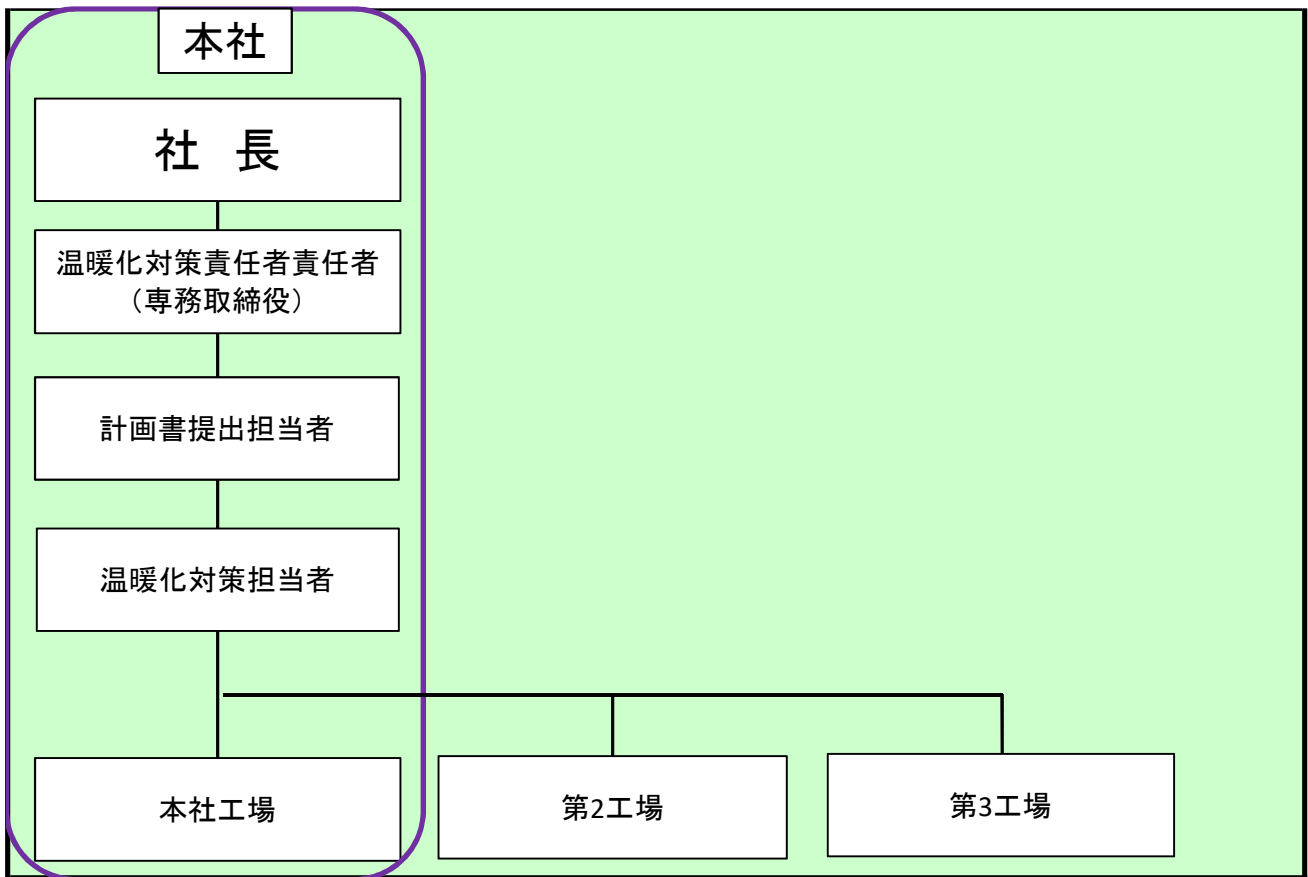 本社
社　長
温暖化対策責任者責任者
（専務取締役）
計画書提出担当者
温暖化対策担当者
本社工場
第2工場
第3工場